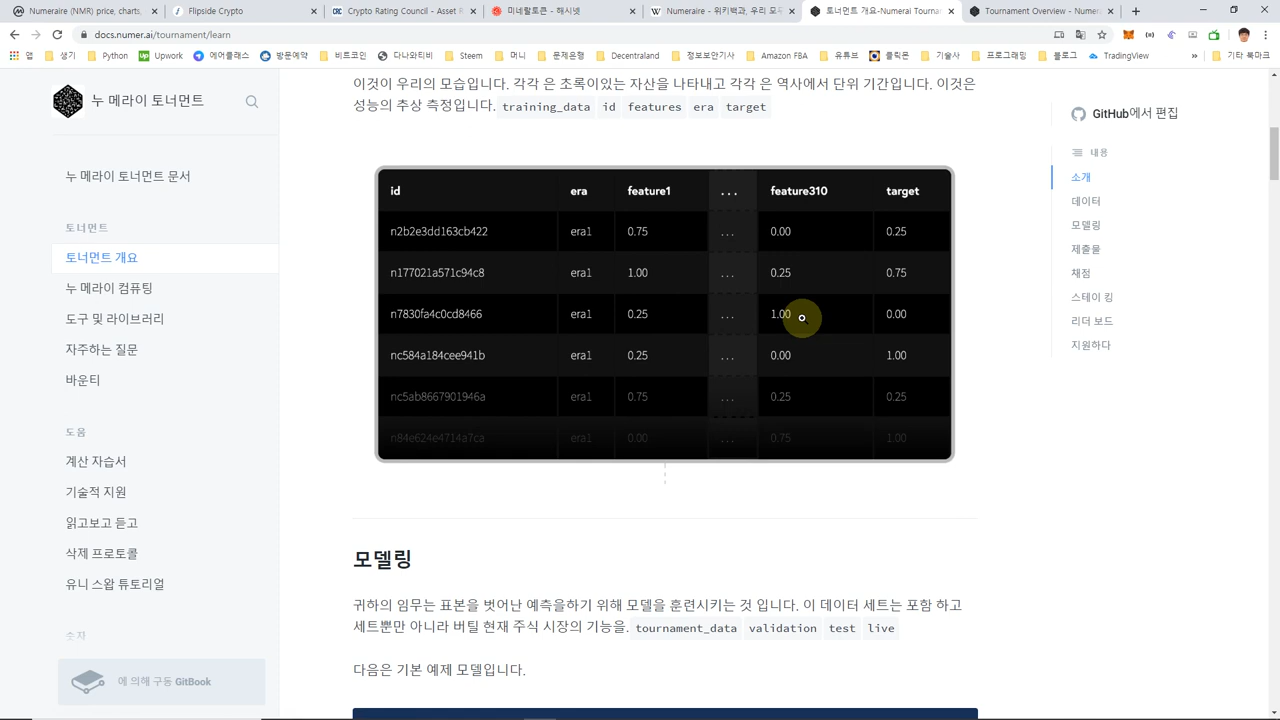 Numeraire (NMR) price, charts,
Flipside Crypto
Crypto Rating Council - Asset R
미네랄토큰 - 해시넷
Numeraire - 위키백과, 우리 모두
토너먼트 개요-Numerai Tournam
Tournament Overview - Numera
docs.numer.ai/tournament/learn
앱
생기
Python
Upwork
에어클래스
방문예약
비트코인
다나와티비
Steem
머니
문제은행
Decentraland
정보보안기사
Amazon FBA
유튜브
클릭몬
기술사
프로그래밍
블로그
TradingView
»
기타 북마크
누 메라이 토너먼트
누 메라이 토너먼트 문서
토너먼트
토너먼트 개요
누 메라이 컴퓨팅
도구 및 라이브러리
자주하는 질문
바운티
도움
계산 자습서
기술적 지원
읽고보고 듣고
삭제 프로토콜
유니 스왑 튜토리얼
숫자
에 의해 구동 GitBook
이것이 우리의 모습입니다. 각각 은 초록이있는 자산을 나타내고 각각 은 역사에서 단위 기간입니다. 이것은
성능의 추상 측정입니다. training_data id features era target
id era feature1 ... feature310 target
n2b2e3dd163cb422 era1 0.75 ... 0.00 0.25
n177021a571c94c8 era1 1.00 ... 0.25 0.75
n7830fa4c0cd8466 era1 0.25 ... 1.00 0.00
nc584a184cee941b era1 0.25 ... 0.00 1.00
nc5ab8667901946a era1 0.75 ... 0.25 0.25
n84e624e4714a7ca era1 0.00 ... 0.75 1.00
모델링
귀하의 임무는 표본을 벗어난 예측을하기 위해 모델을 훈련시키는 것 입니다. 이 데이터 세트는 포함 하고
세트뿐만 아니라 버틸 현재 주식 시장의 기능을. tournament_data validation test live
다음은 기본 예제 모델입니다.
GitHub에서 편집
내용
소개
데이터
모델링
제출물
채점
스테이 킹
리더 보드
지원하다